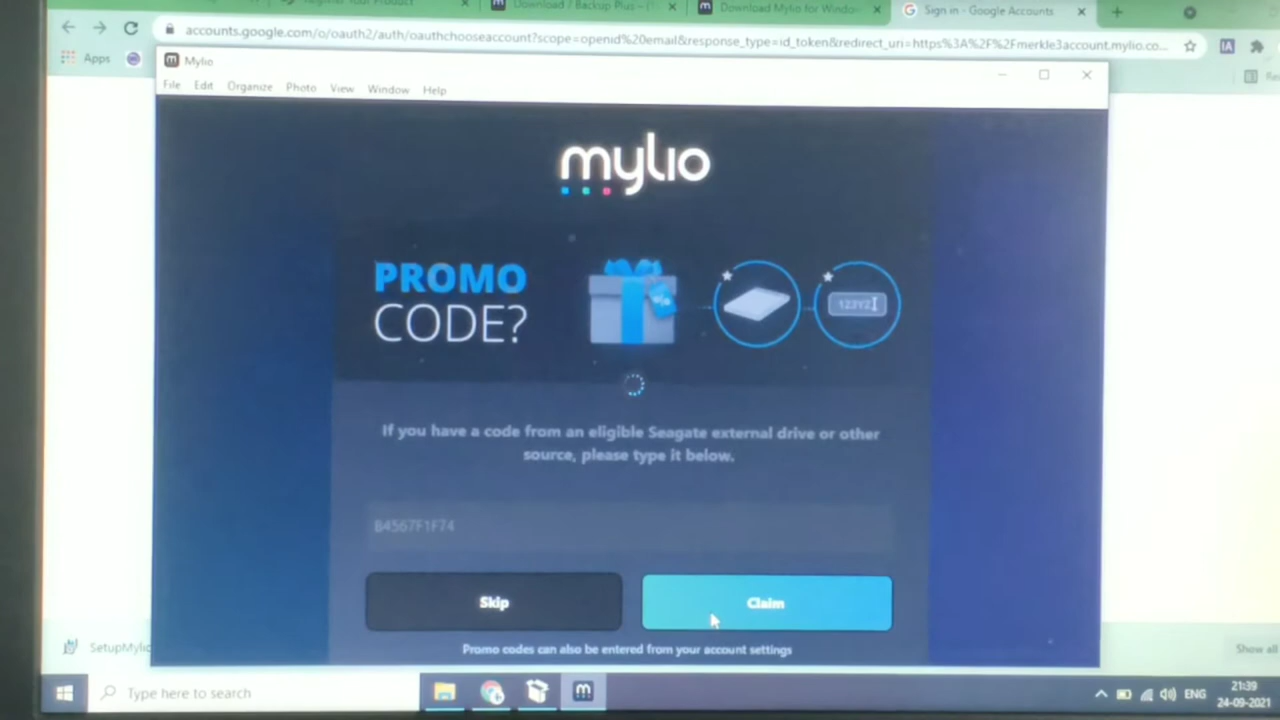 Download / Backup Plus – (
Download Mylio for Windo
Sign in - Google Accounts
accounts.google.com/o/oauth2/auth/oauthchooseaccount?scope=openid%20email&response_type=id_token&redirect_uri=https%3A%2F%2Fmerkle3account.mylio.co...
Apps
Mylio
File Edit Organize Photo View Window Help
mylio
PROMO
CODE?
123YZ
If you have a code from an eligible Seagate external drive or other
source, please type it below.
B4567F1F74
Skip
Claim
Promo codes can also be entered from your account settings
SetupMylio
Show all
Type here to search
ENG
21:39
24-09-2021